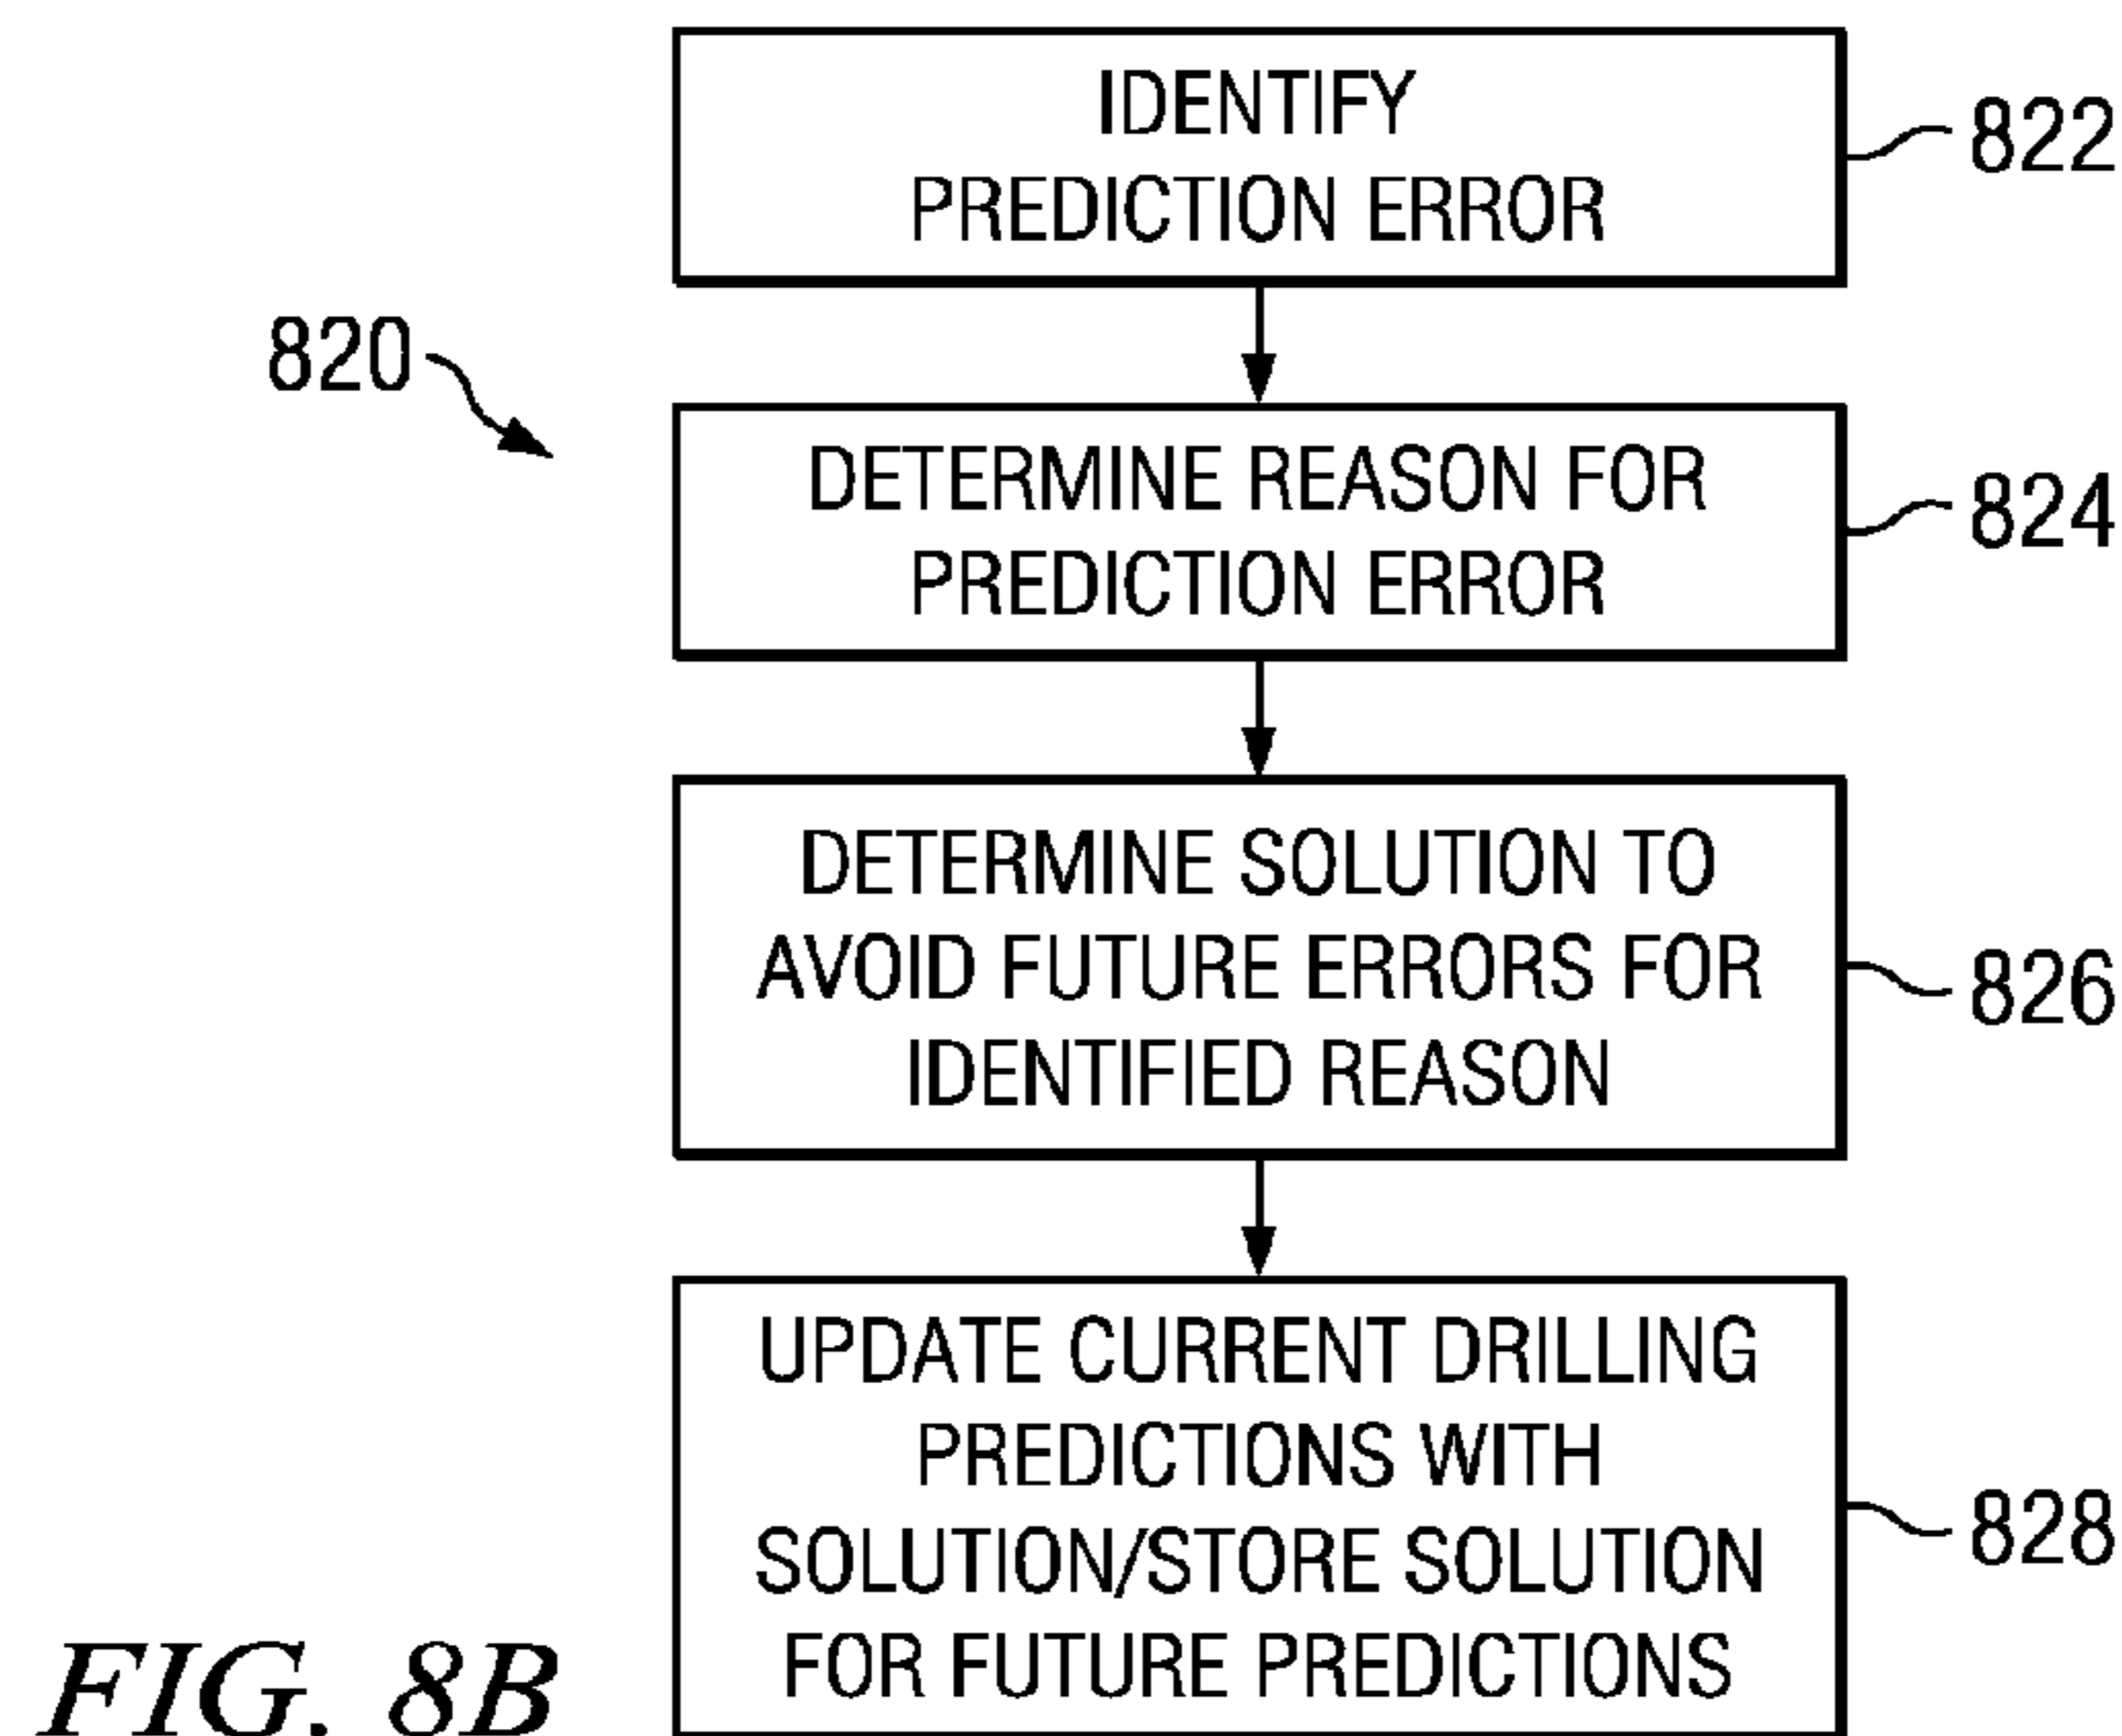 IDENTIFY
PREDICTION ERROR
822
820
DETERMINE REASON FOR
PREDICTION ERROR
824
DETERMINE SOLUTION TO
AVOID FUTURE ERRORS FOR
IDENTIFIED REASON
826
UPDATE CURRENT DRILLING
PREDICTIONS WITH
SOLUTION/STORE SOLUTION
FOR FUTURE PREDICTIONS
828
FIG. 8B